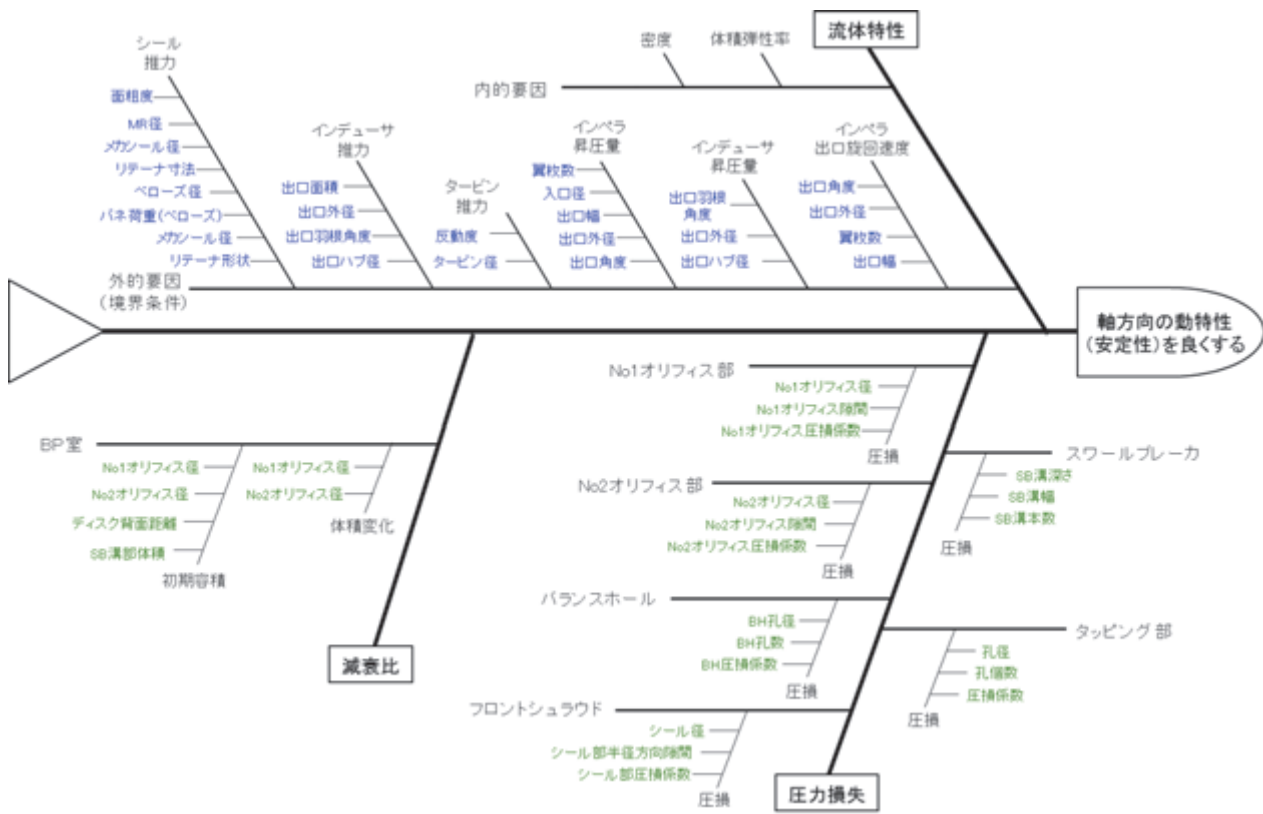 流体特性
密度
体積弾性率
内的要因
シール
推力
面粗度
MR径
メカシール径
リテーナ寸法
ベローズ径
バネ荷重(ベローズ)
メカシール径
リテーナ形状
インデューサ
推力
出口面積
出口外径
出口羽根角度
出口ハブ径
タービン
推力
反動度
タービン径
インペラ
昇圧量
翼枚数
入口径
出口幅
出口外径
出口角度
インデューサ
昇圧量
出口羽根
角度
出口外径
出口ハブ径
インペラ
出口旋回速度
出口角度
出口外径
翼枚数
出口幅
外的要因
(境界条件)
軸方向の動特性
(安定性)を良くする
BP室
No1オリフィス径
No2オリフィス径
ディスク背面距離
SB溝部体積
初期容積
No1オリフィス径
No2オリフィス径
体積変化
減衰比
No1オリフィス部
No1オリフィス径
No1オリフィス隙間
No1オリフィス圧損係数
圧損
No2オリフィス部
No2オリフィス径
No2オリフィス隙間
No2オリフィス圧損係数
圧損
バランスホール
BH孔径
BH孔数
BH圧損係数
圧損
フロントシュラウド
シール径
シール部半径方向隙間
シール部圧損係数
圧損
スワールブレーカ
SB溝深さ
SB溝幅
SB溝本数
圧損
タッピング部
孔径
孔個数
圧損係数
圧損
圧力損失